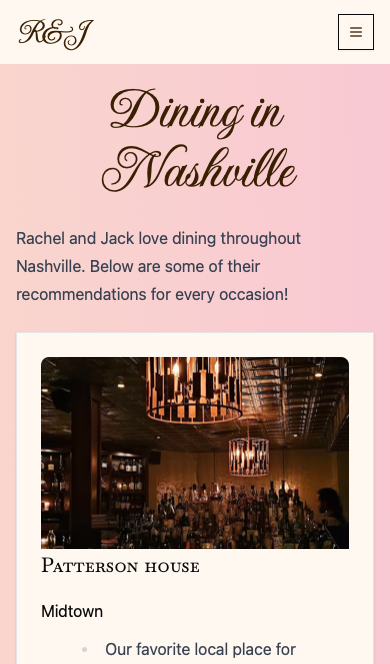 R&J
Dining in
Nashville
Rachel and Jack love dining throughout
Nashville. Below are some of their
recommendations for every occasion!
Patterson house
Midtown
Our favorite local place for